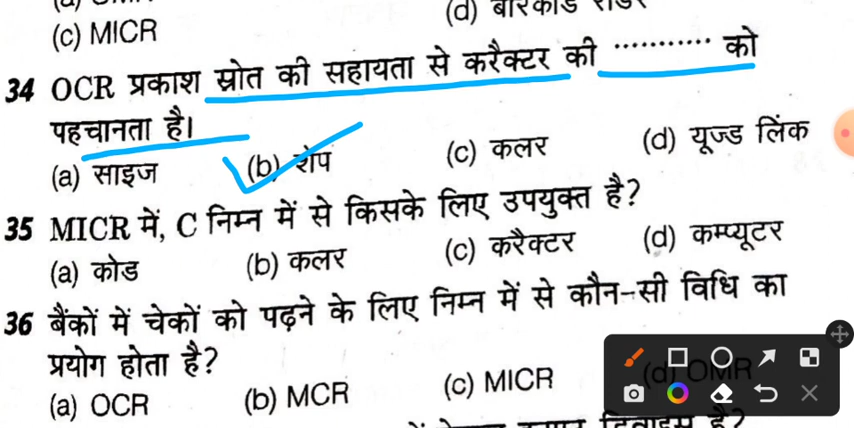 (c) MICR
(d) बारकोड
34 OCR प्रकाश स्रोत की सहायता से करैक्टर की ........... को
पहचानता है।
(a) साइज (b) शेप (c) कलर (d) यूज्ड लिंक
35 MICR में, C निम्न में से किसके लिए उपयुक्त है?
(a) कोड (b) कलर (c) करैक्टर (d) कम्प्यूटर
36 बैंकों में चेकों को पढ़ने के लिए निम्न में से कौन-सी विधि का
प्रयोग होता है?
(a) OCR (b) MCR (c) MICR (d) OMR